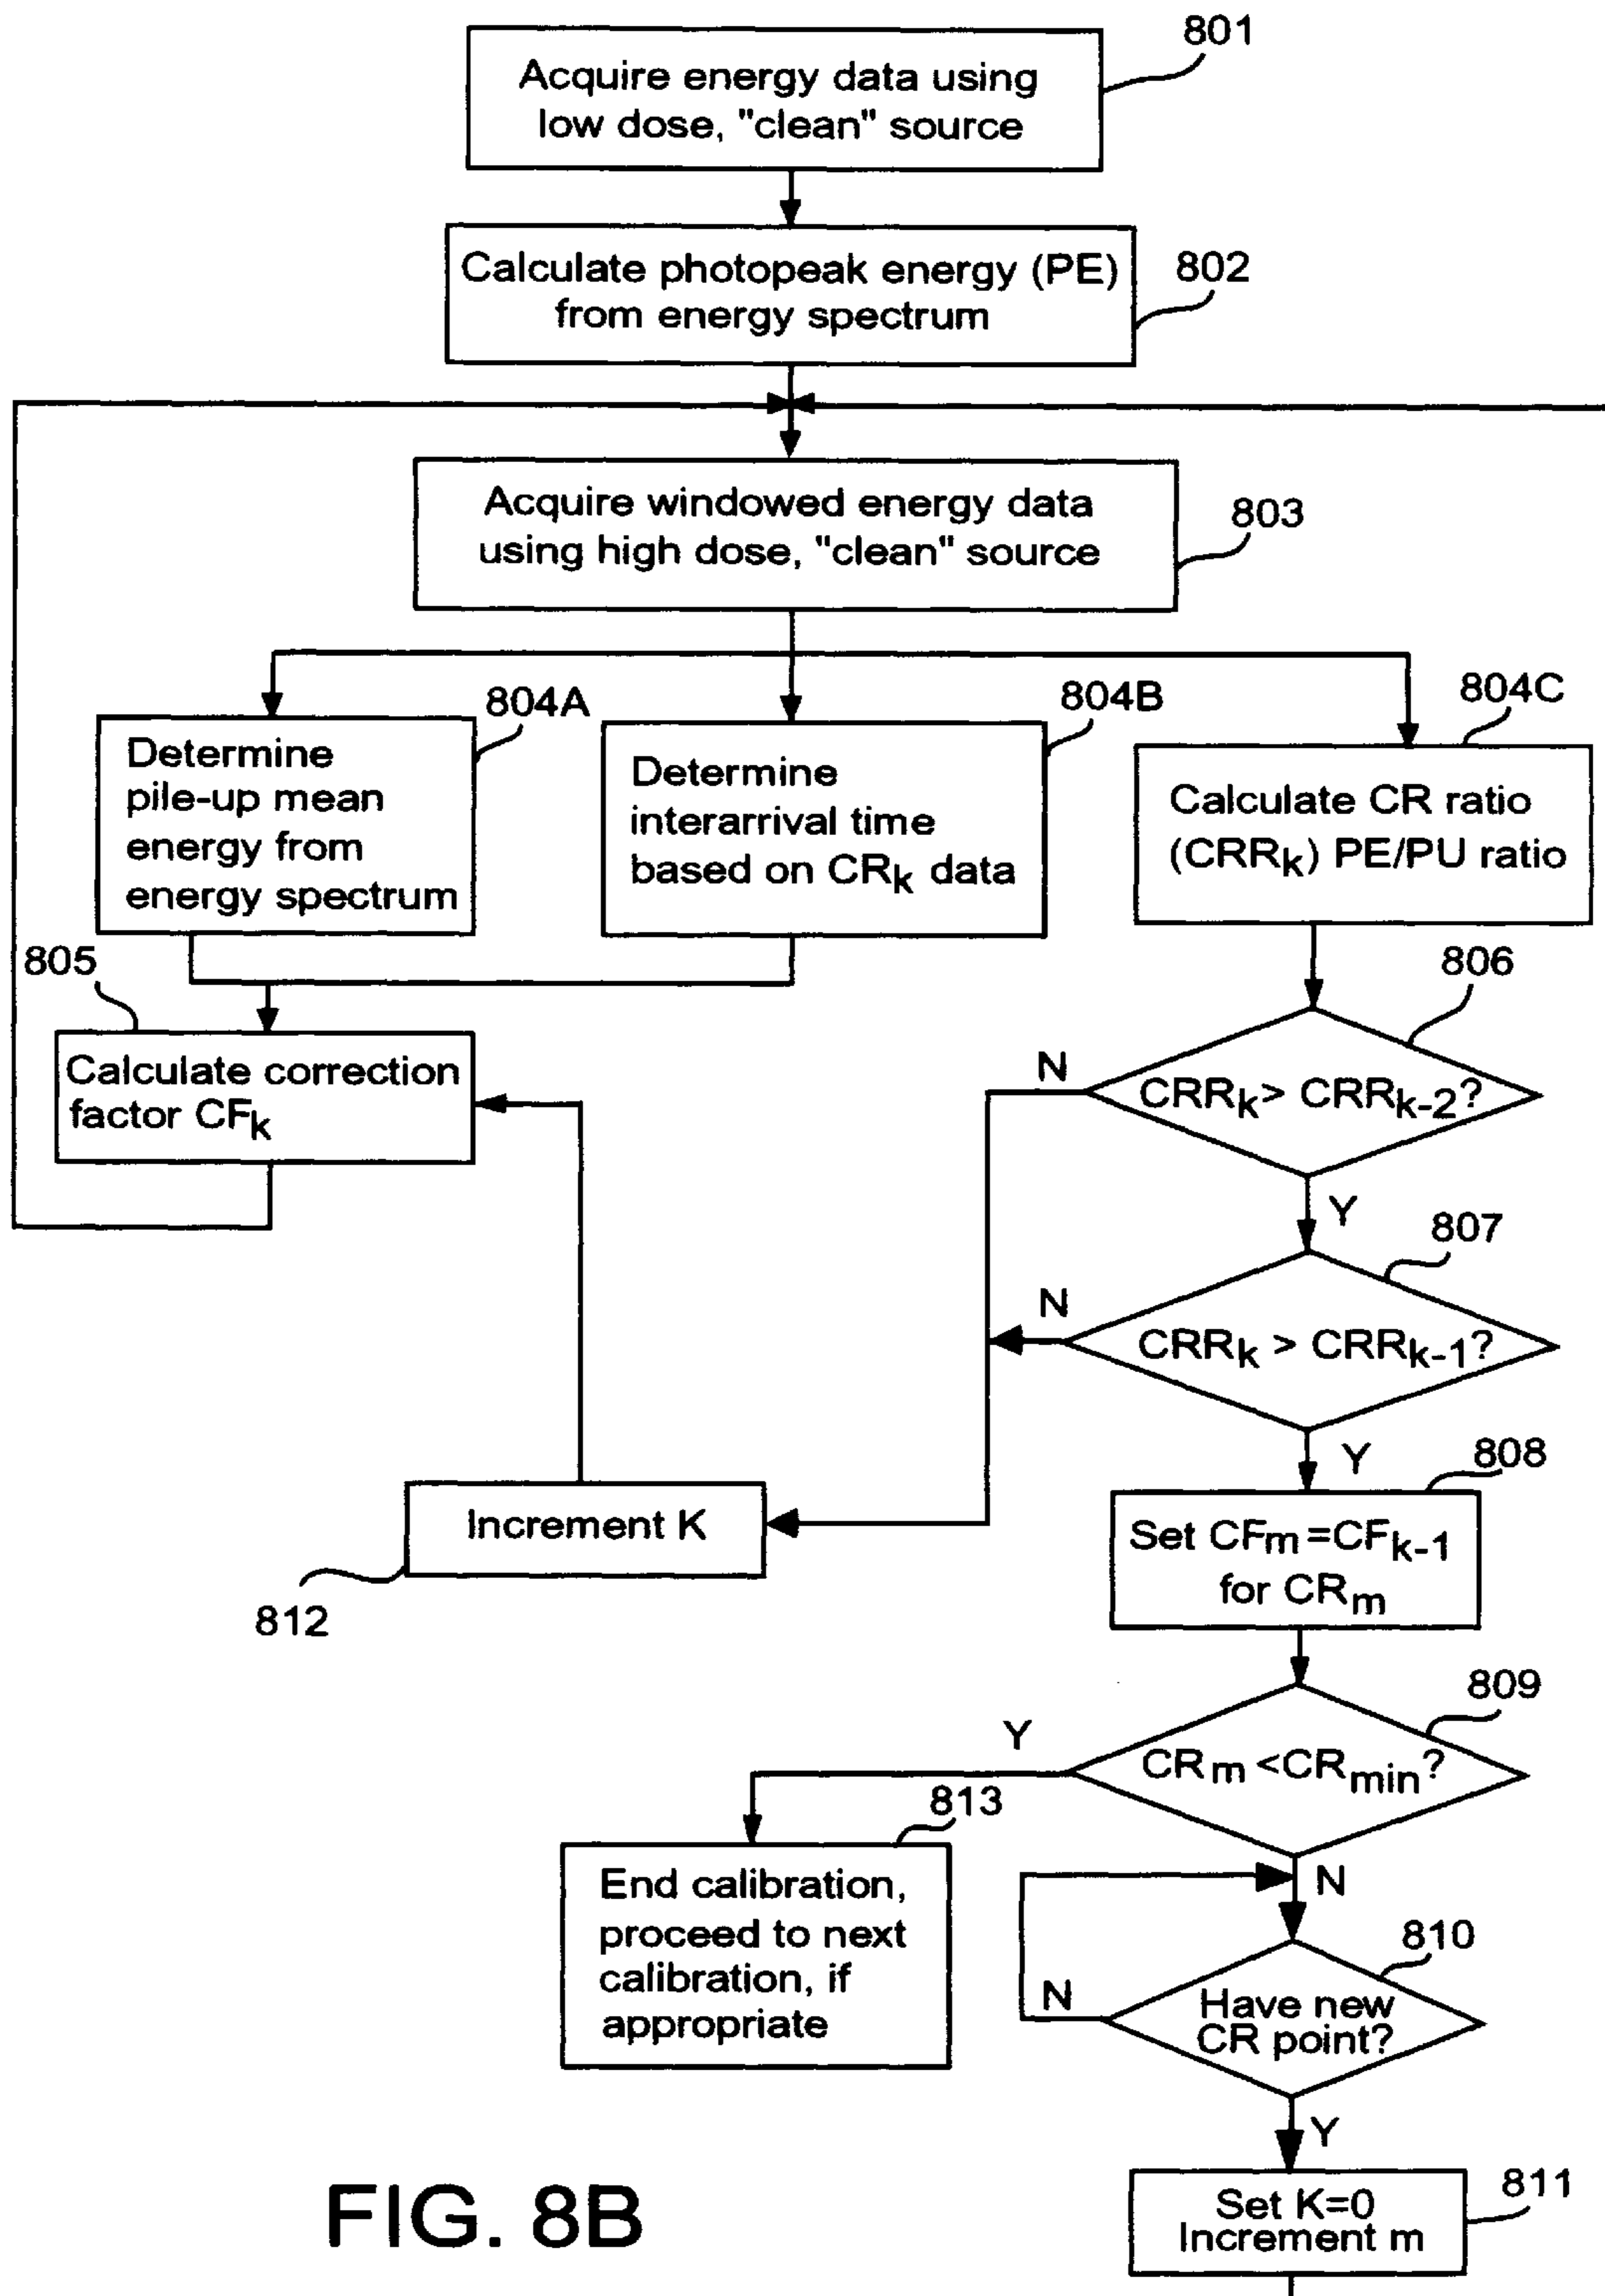 801
Acquire energy data using
low dose, "clean" source
802
Calculate photopeak energy (PE)
from energy spectrum
803
Acquire windowed energy data
using high dose, "clean" source
804A
Determine
pile-up mean
energy from
energy spectrum
804B
Determine
interarrival time
based on CRk data
804C
Calculate CR ratio
(CRRk) PE/PU ratio
805
Calculate correction
factor CFk
806
N
CRRk> CRRk-2?
Y
807
N
CRRk > CRRk-1?
Y
808
Set CFm=CFk-1
for CRm
Increment K
812
809
Y
CRm <CRmin?
N
813
End calibration,
proceed to next
calibration, if
appropriate
810
N
Have new
CR point?
Y
811
Set K=0
Increment m
FIG. 8B